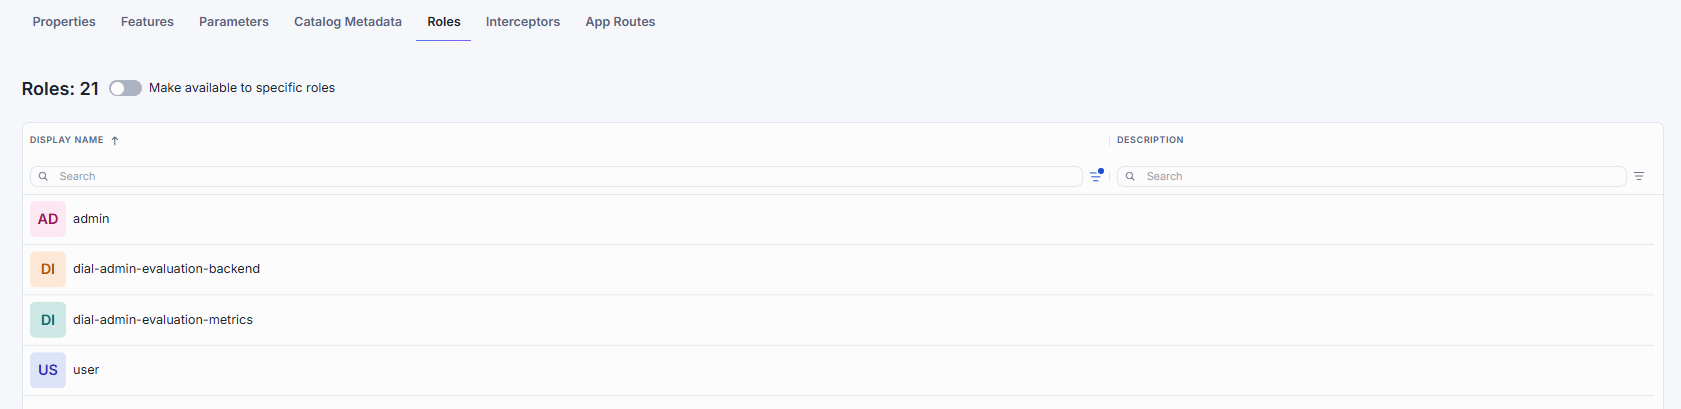 Properties Features Parameters Catalog Metadata Roles Interceptors App Routes
Roles: 21 Make available to specific roles
DISPLAY NAME DESCRIPTION
Search Search
AD admin
DI dial-admin-evaluation-backend
DI dial-admin-evaluation-metrics
US user